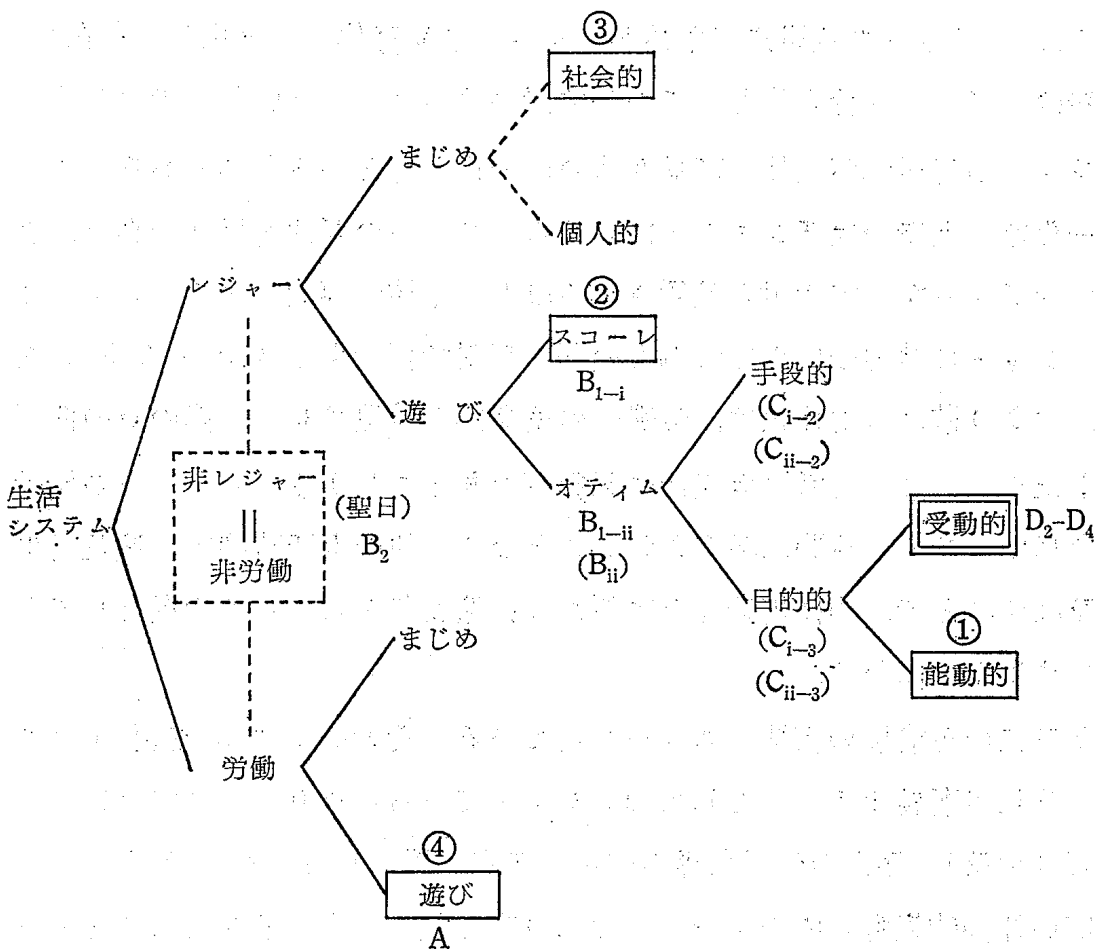 ③
社会的
まじめ
個人的
レジャー
②
スコーレ
B1-i
手段的
(Ci-2)
(Cii-2)
遊び
オティム
B1-ii
(Bii)
非レジャー
||
非労働
(聖日)
B2
生活
システム
受動的
D2-D4
目的的
(Ci-3)
(Cii-3)
①
能動的
まじめ
労働
④
遊び
A